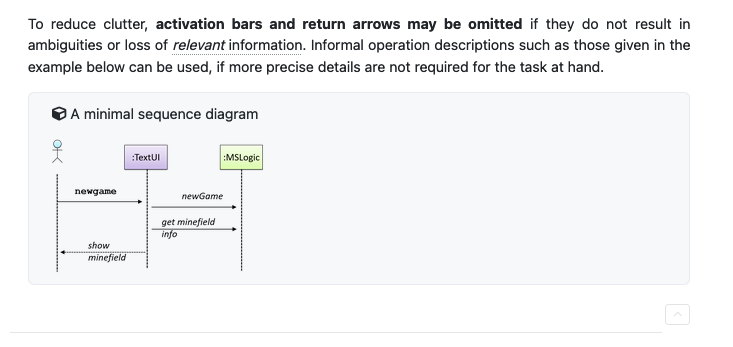 To reduce clutter, activation bars and return arrows may be omitted if they do not result in
ambiguities or loss of relevant information. Informal operation descriptions such as those given in the
example below can be used, if more precise details are not required for the task at hand.
A minimal sequence diagram
:TextUI
:MSLogic
newgame
newGame
get minefield
info
show
minefield